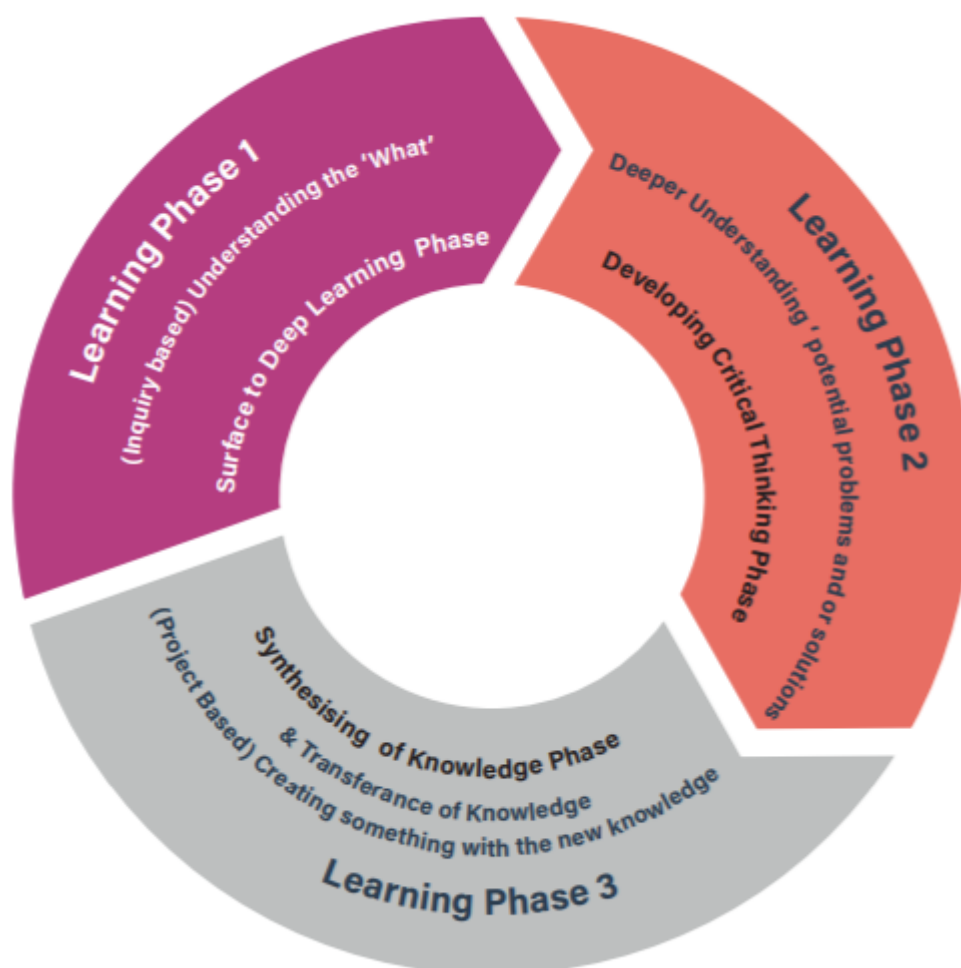 Learning Phase 1
(Inquiry based) Understanding the 'What'
Surface to Deep Learning Phase
Learning Phase 2
Deeper Understanding ' potential problems and or solutions
Developing Critical Thinking Phase
Synthesising of Knowledge Phase
& Transferance of Knowledge
(Project Based) Creating something with the new knowledge
Learning Phase 3